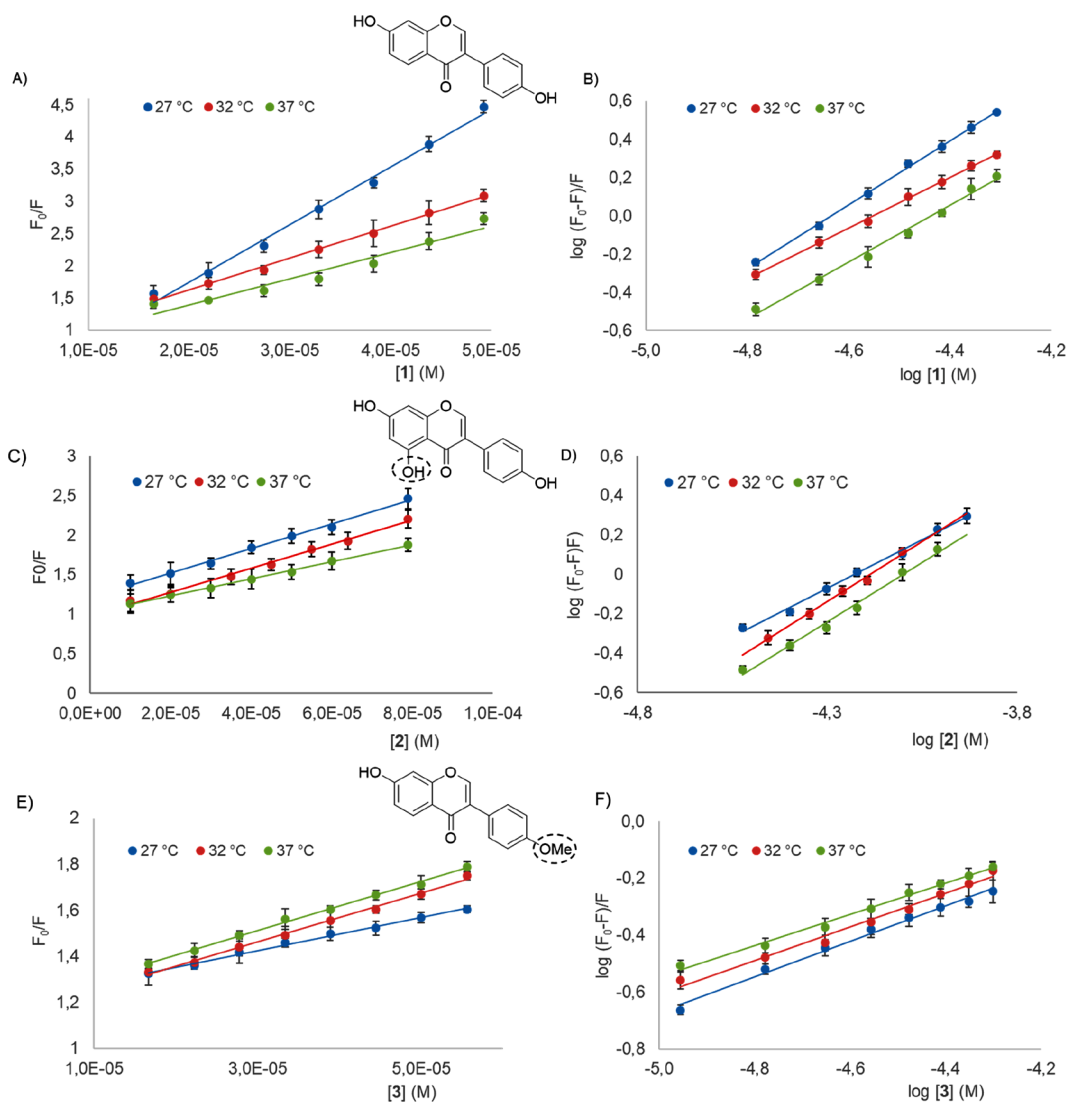 HO
O
O
OH
A)
27 °C 32 °C 37 °C
4,5
4
3,5
3
2,5
2
1,5
1
F0/F
1,0E-05 2,0E-05 3,0E-05 4,0E-05 5,0E-05
[1] (M)
B)
27 °C 32 °C 37 °C
0,6
0,4
0,2
0,0
-0,2
-0,4
-0,6
log (F0-F)/F
-5,0 -4,8 -4,6 -4,4 -4,2
log [1] (M)
HO
O
OH
O
OH
C)
27 °C 32 °C 37 °C
3
2,5
2
1,5
1
0,5
0
F0/F
0,0E+00 2,0E-05 4,0E-05 6,0E-05 8,0E-05 1,0E-04
[2] (M)
D)
27 °C 32 °C 37 °C
0,6
0,4
0,2
0
-0,2
-0,4
-0,6
log (F0-F)F)
-4,8 -4,3 -3,8
log [2] (M)
HO
O
O
OMe
E)
27 °C 32 °C 37 °C
2
1,8
1,6
1,4
1,2
1
F0/F
1,0E-05 3,0E-05 5,0E-05
[3] (M)
F)
27 °C 32 °C 37 °C
0,0
-0,2
-0,4
-0,6
-0,8
log (F0-F)/F
-5,0 -4,8 -4,6 -4,4 -4,2
log [3] (M)